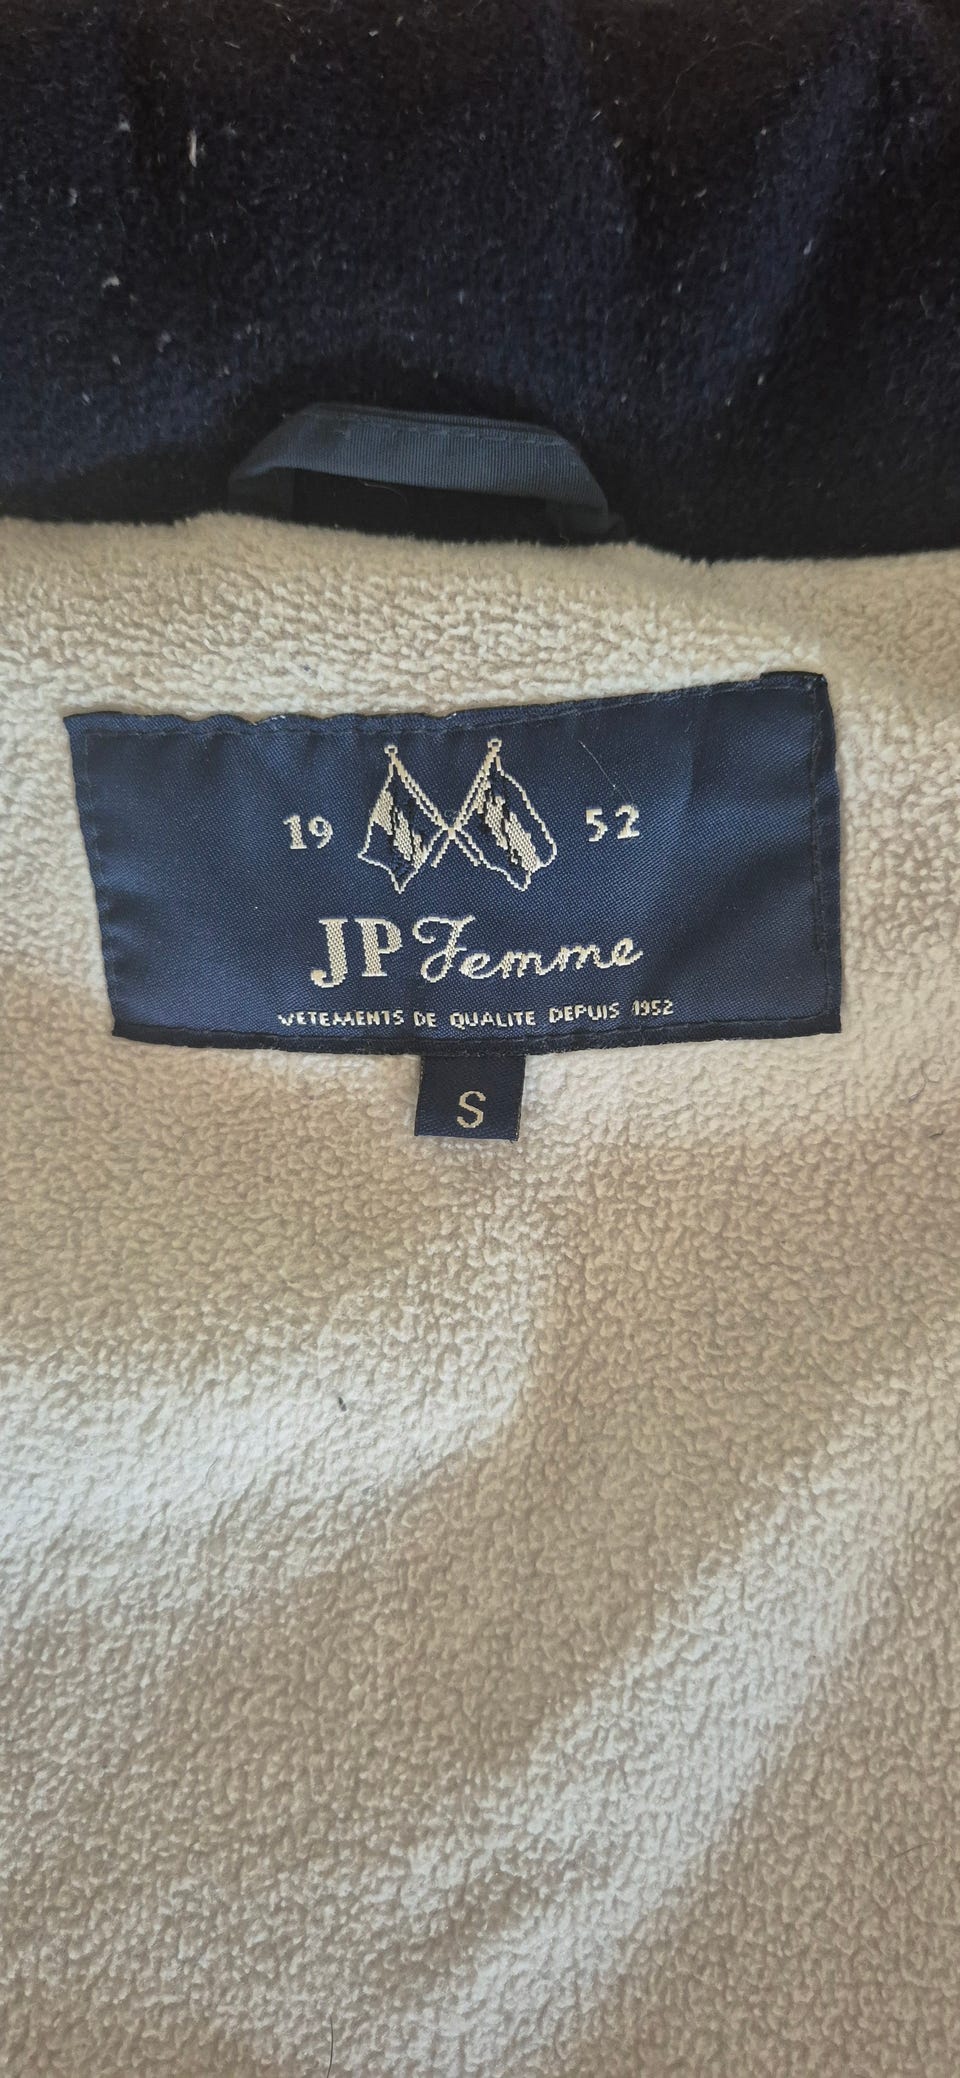 19 52
JP Femme
VETEMENTS DE QUALITE DEPUIS 1952
S